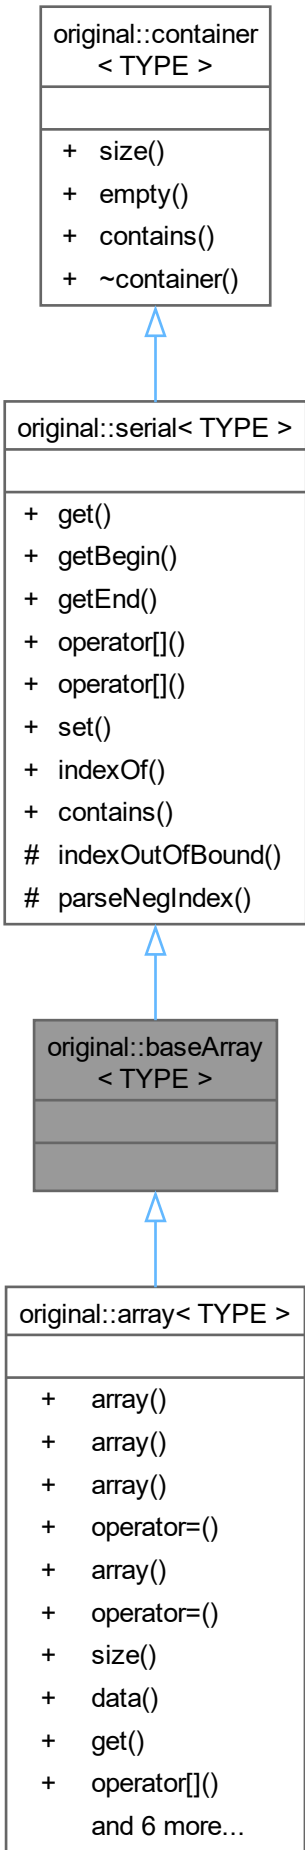 original::container
< TYPE >
+ size()
+ empty()
+ contains()
+ ~container()
original::serial< TYPE >
+ get()
+ getBegin()
+ getEnd()
+ operator[]()
+ operator[]()
+ set()
+ indexOf()
+ contains()
# indexOutOfBound()
# parseNegIndex()
original::baseArray
< TYPE >
original::array< TYPE >
+ array()
+ array()
+ array()
+ operator=()
+ array()
+ operator=()
+ size()
+ data()
+ get()
+ operator[]()
and 6 more...